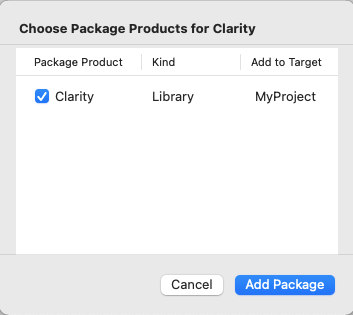 Choose Package Products for Clarity
Package Product Kind Add to Target
Clarity Library MyProject
Cancel Add Package